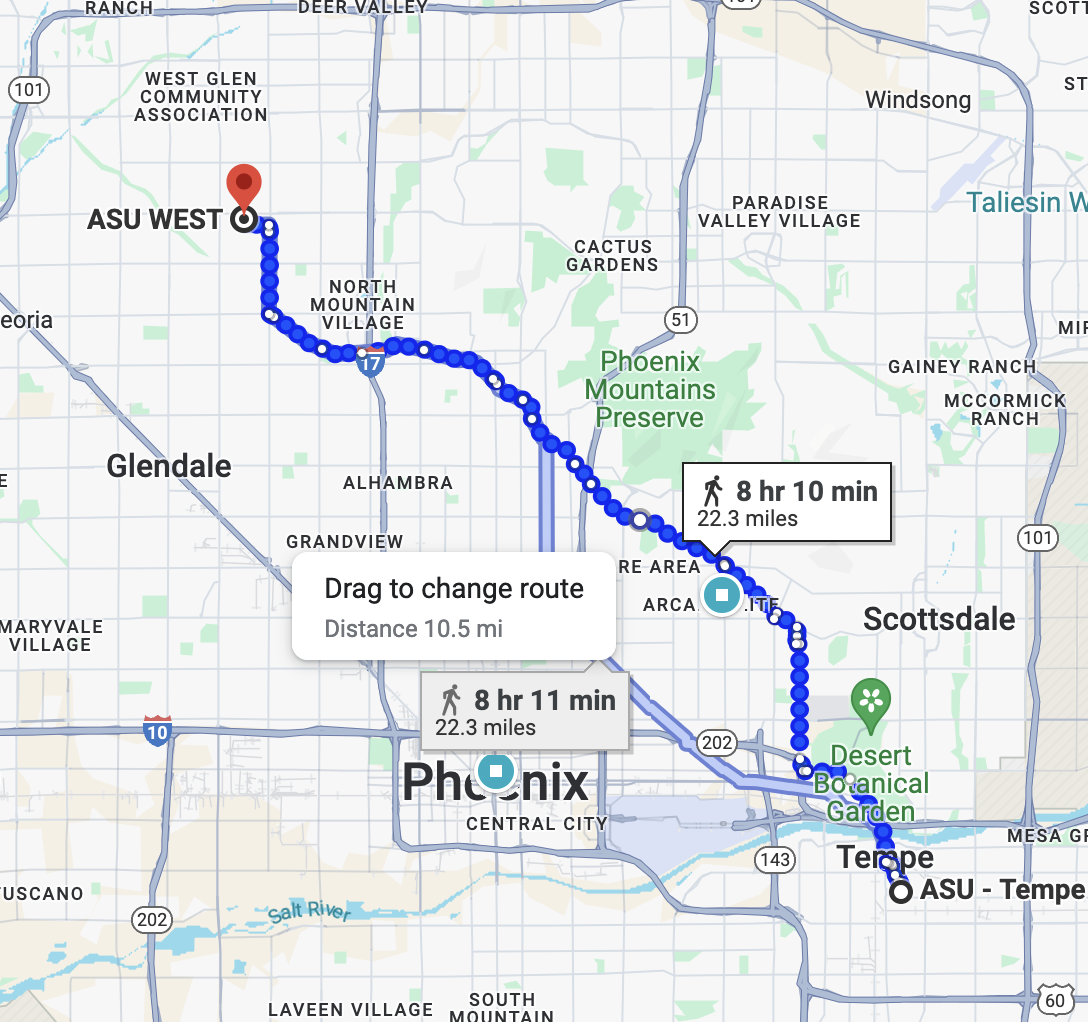 RANCH
DEER VALLEY
101
WEST GLEN
COMMUNITY
ASSOCIATION
Windsong
ST
ASU WEST
PARADISE
VALLEY VILLAGE
Taliesin W
CACTUS
GARDENS
NORTH
MOUNTAIN
VILLAGE
eoria
51
17
Phoenix
Mountains
Preserve
GAINEY RANCH
MCCORMICK
RANCH
Glendale
ALHAMBRA
8 hr 10 min
22.3 miles
GRANDVIEW
101
RE AREA
Drag to change route
Distance 10.5 mi
ARCA
ITE
Scottsdale
MARYVALE
VILLAGE
8 hr 11 min
22.3 miles
10
202
Phoenix
Desert
Botanical
Garden
CENTRAL CITY
MESA GR
Tempe
143
ASU - Tempe
TUSCANO
202
Salt River
LAVEEN VILLAGE
SOUTH
MOUNTAIN
60